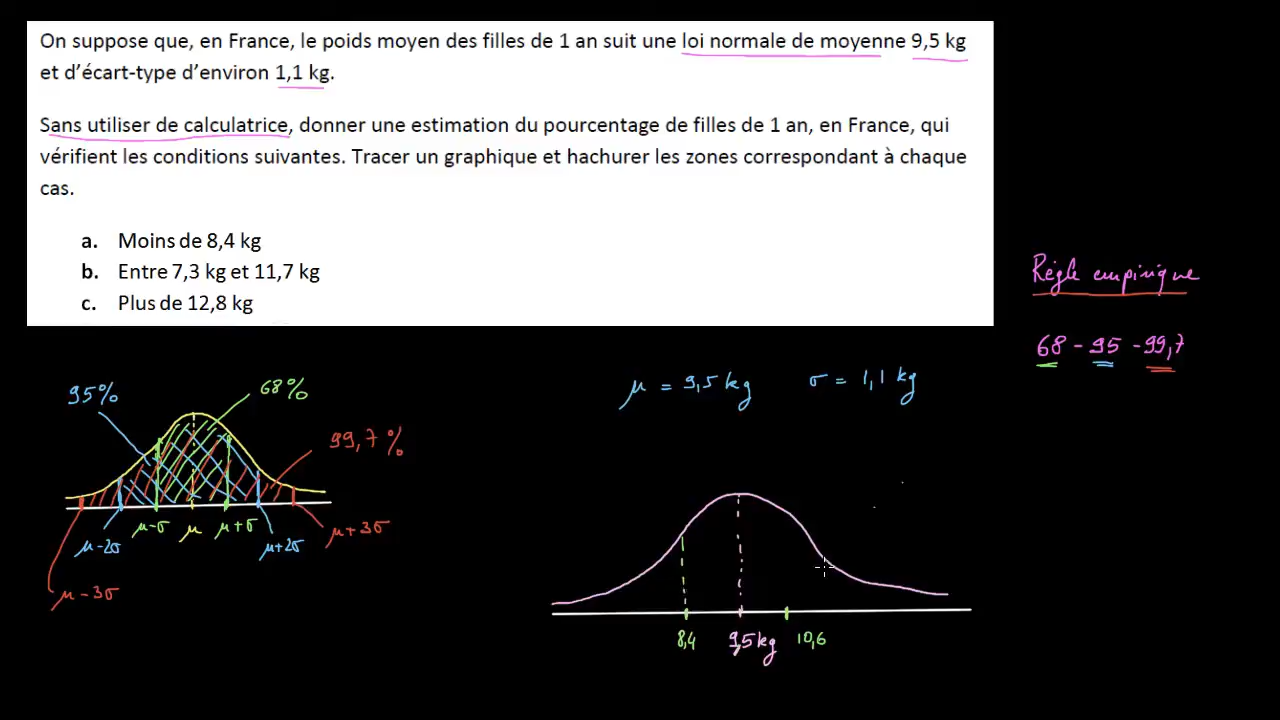 On suppose que, en France, le poids moyen des filles de 1 an suit une loi normale de moyenne 9,5 kg
et d'écart-type d'environ 1,1 kg.
Sans utiliser de calculatrice, donner une estimation du pourcentage de filles de 1 an, en France, qui
vérifient les conditions suivantes. Tracer un graphique et hachurer les zones correspondant à chaque
cas.
a. Moins de 8,4 kg
b. Entre 7,3 kg et 11,7 kg
c. Plus de 12,8 kg
Règle empirique
68 - 95 - 99,7
95%
68%
99,7 %
μ-3σ
μ-2σ
μ-σ
μ
μ+σ
μ+2σ
μ+3σ
μ = 9,5 kg
σ = 1,1 kg
8,4
9,5 kg
10,6